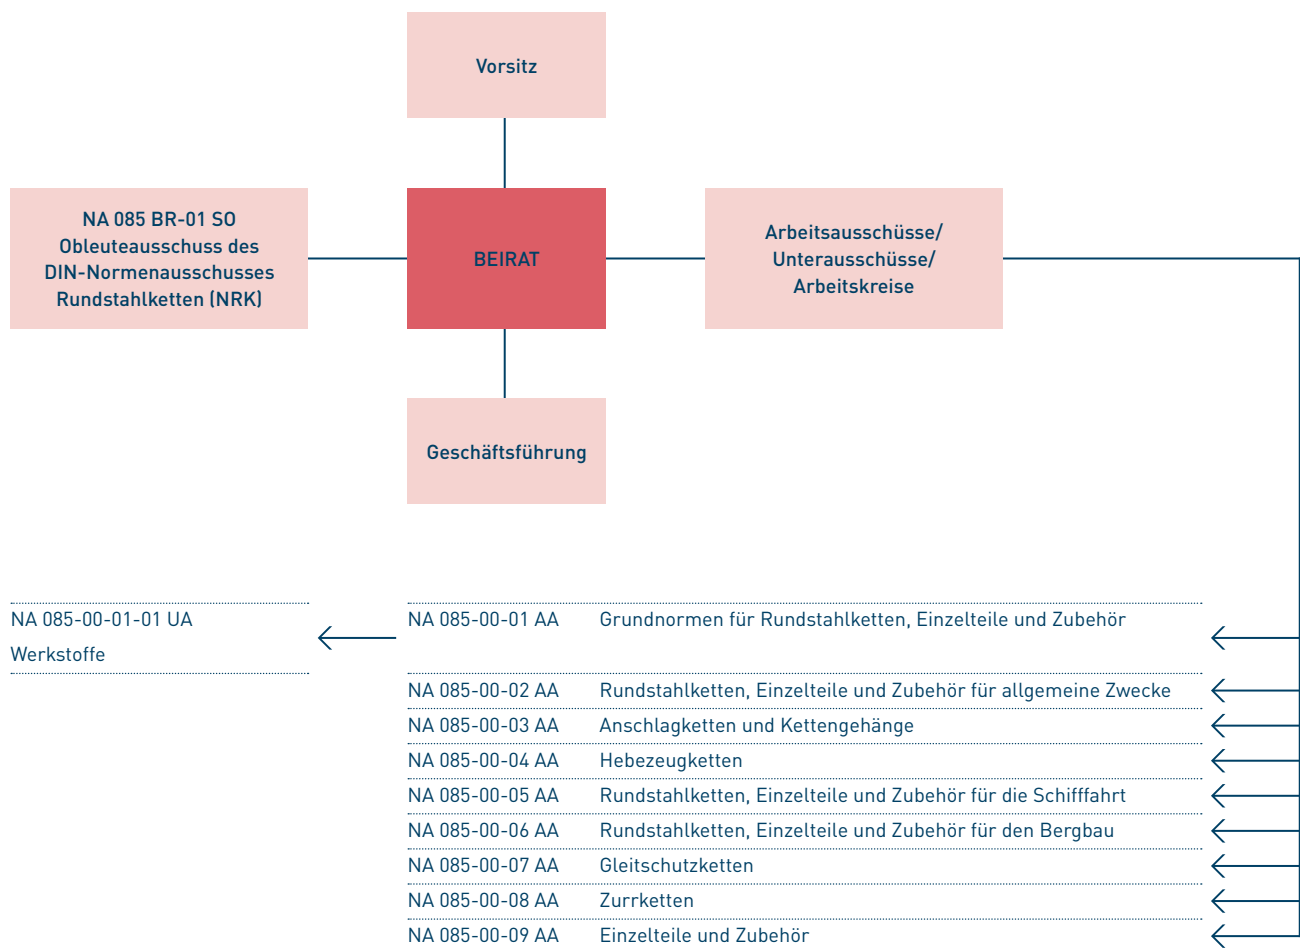 Vorsitz
NA 085 BR-01 SO
Obleuteausschuss des
DIN-Normenausschusses
Rundstahlketten (NRK)
BEIRAT
Arbeitsausschüsse/
Unterausschüsse/
Arbeitskreise
Geschäftsführung
NA 085-00-01-01 UA
Werkstoffe
NA 085-00-01 AA Grundnormen für Rundstahlketten, Einzelteile und Zubehör
NA 085-00-02 AA Rundstahlketten, Einzelteile und Zubehör für allgemeine Zwecke
NA 085-00-03 AA Anschlagketten und Kettengehänge
NA 085-00-04 AA Hebezeugketten
NA 085-00-05 AA Rundstahlketten, Einzelteile und Zubehör für die Schifffahrt
NA 085-00-06 AA Rundstahlketten, Einzelteile und Zubehör für den Bergbau
NA 085-00-07 AA Gleitschutzketten
NA 085-00-08 AA Zurrketten
NA 085-00-09 AA Einzelteile und Zubehör